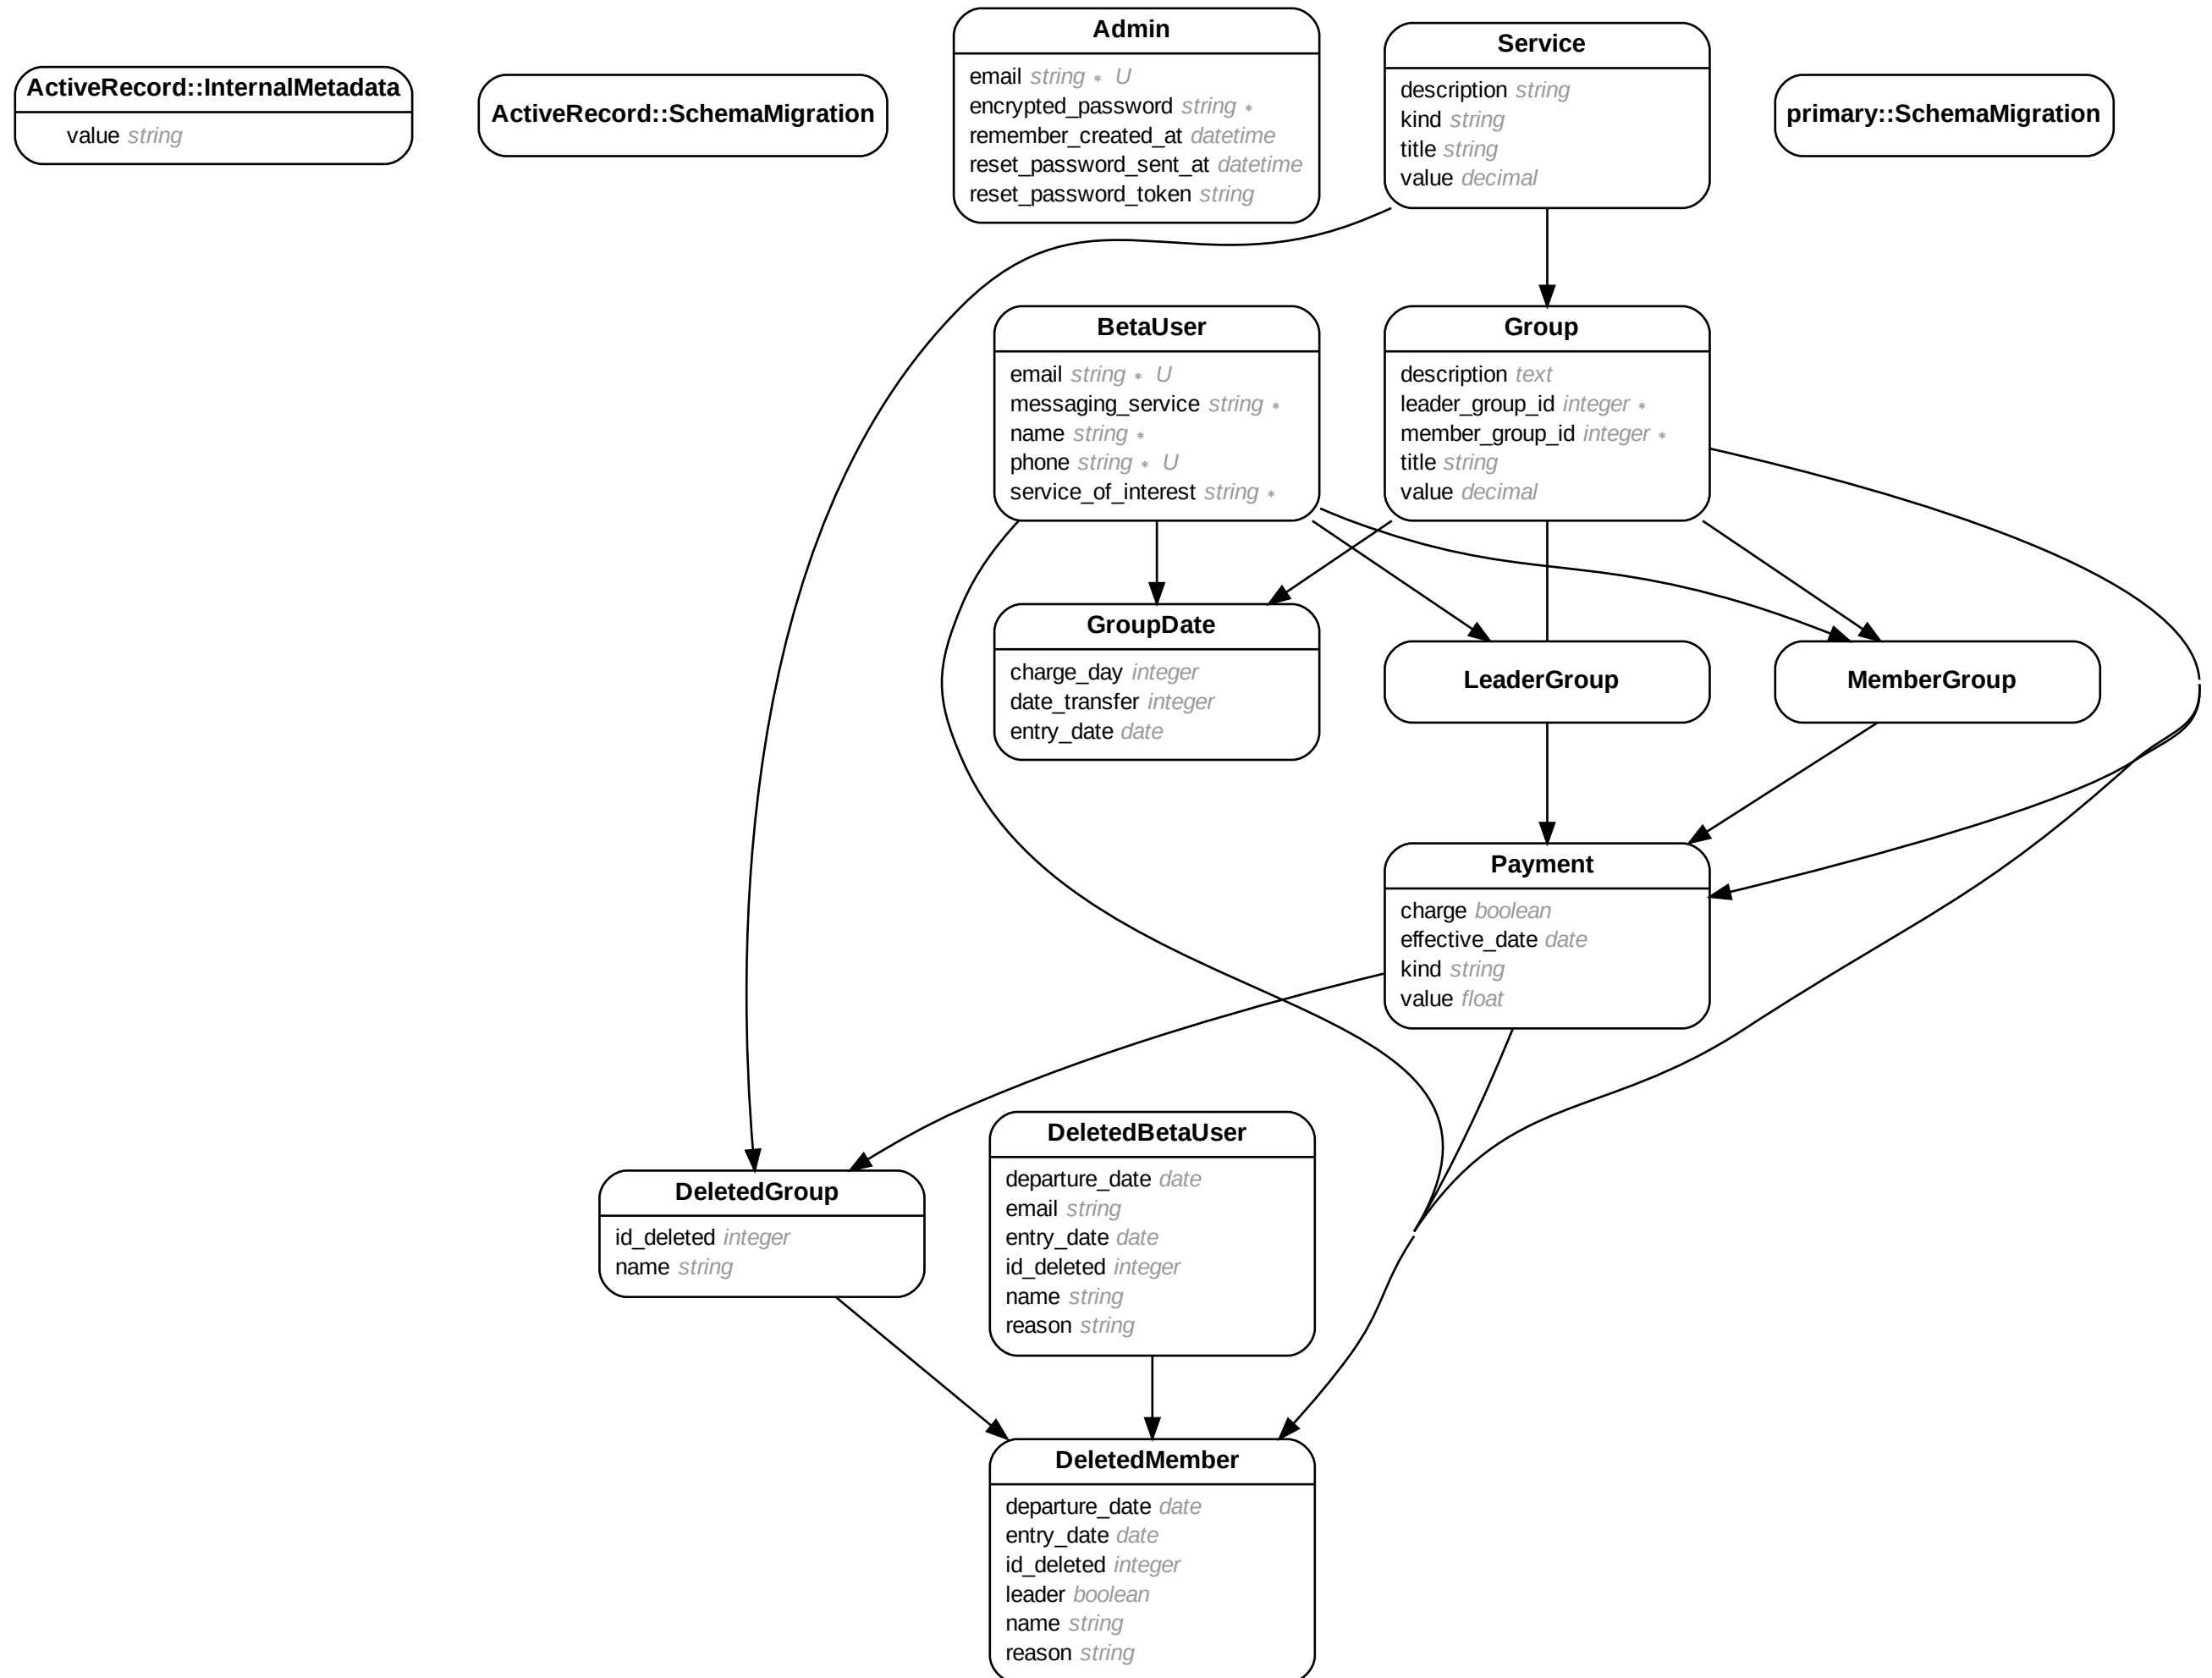 ActiveRecord::InternalMetadata
value string
ActiveRecord::SchemaMigration
Admin
email string * U
encrypted_password string *
remember_created_at datetime
reset_password_sent_at datetime
reset_password_token string
Service
description string
kind string
title string
value decimal
primary::SchemaMigration
BetaUser
email string * U
messaging_service string *
name string *
phone string * U
service_of_interest string *
Group
description text
leader_group_id integer *
member_group_id integer *
title string
value decimal
GroupDate
charge_day integer
date_transfer integer
entry_date date
LeaderGroup
MemberGroup
Payment
charge boolean
effective_date date
kind string
value float
DeletedGroup
id_deleted integer
name string
DeletedBetaUser
departure_date date
email string
entry_date date
id_deleted integer
name string
reason string
DeletedMember
departure_date date
entry_date date
id_deleted integer
leader boolean
name string
reason string